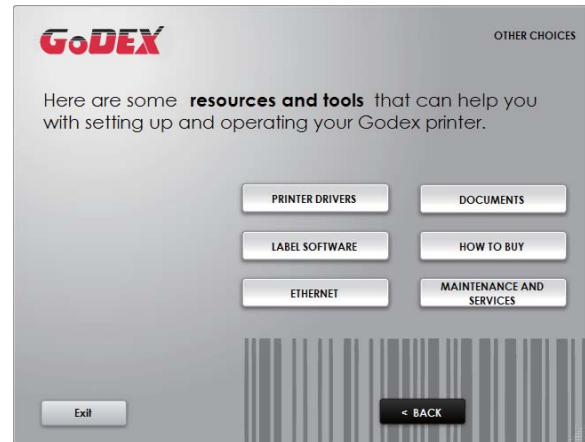 GoDEX
OTHER CHOICES
Here are some resources and tools that can help you
with setting up and operating your Godex printer.
PRINTER DRIVERS
DOCUMENTS
LABEL SOFTWARE
HOW TO BUY
ETHERNET
MAINTENANCE AND
SERVICES
Exit
< BACK